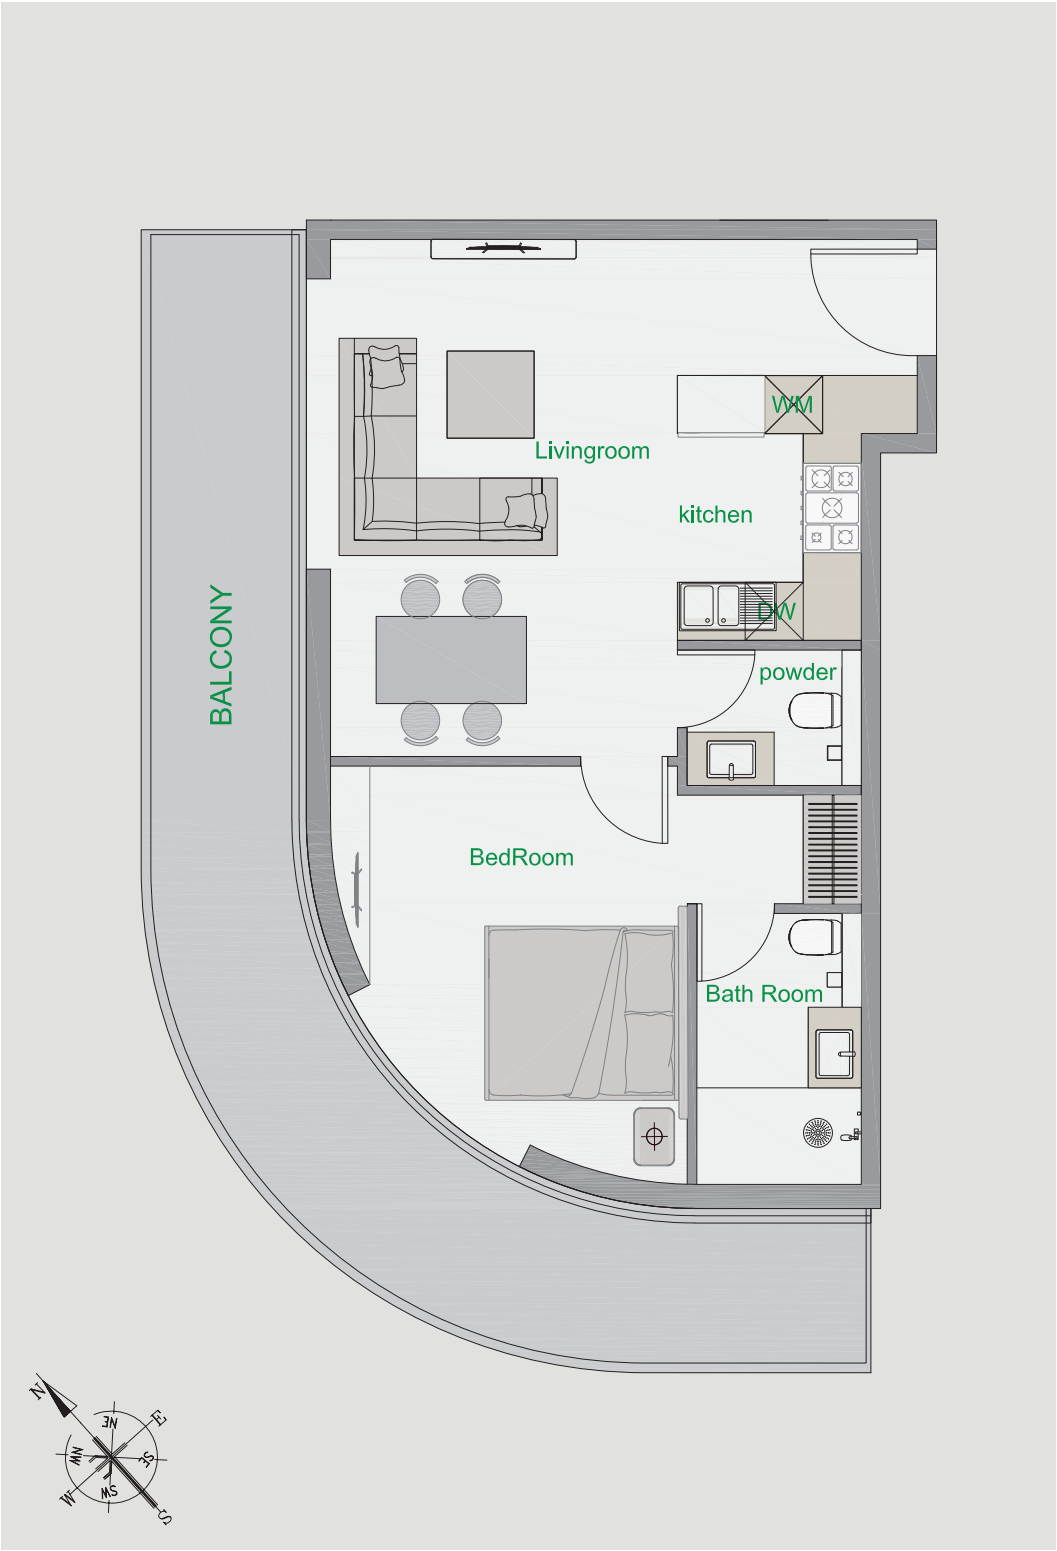 WM
Livingroom
kitchen
BALCONY
DW
powder
BedRoom
Bath Room
N
NE
E
NW
SE
W
SW
S